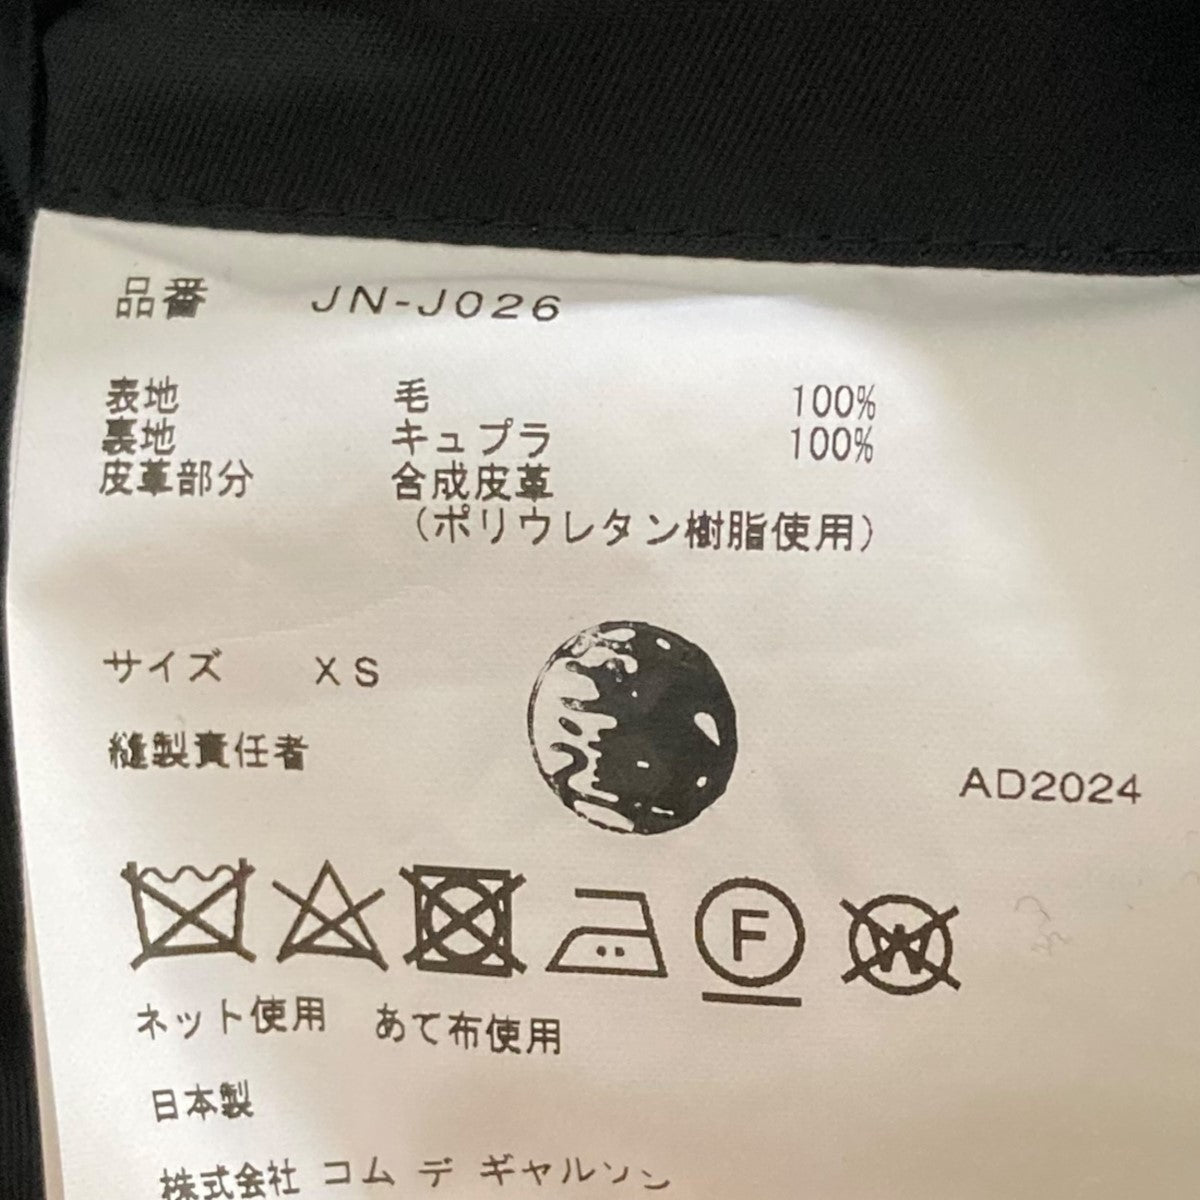 品番 JN-J026
表地 毛 100%
裏地 キュプラ 100%
皮革部分 合成皮革
(ポリウレタン樹脂使用)
サイズ XS
縫製責任者
AD2024
F W
ネット使用 あて布使用
日本製
株式会社 コム デ ギャルソン